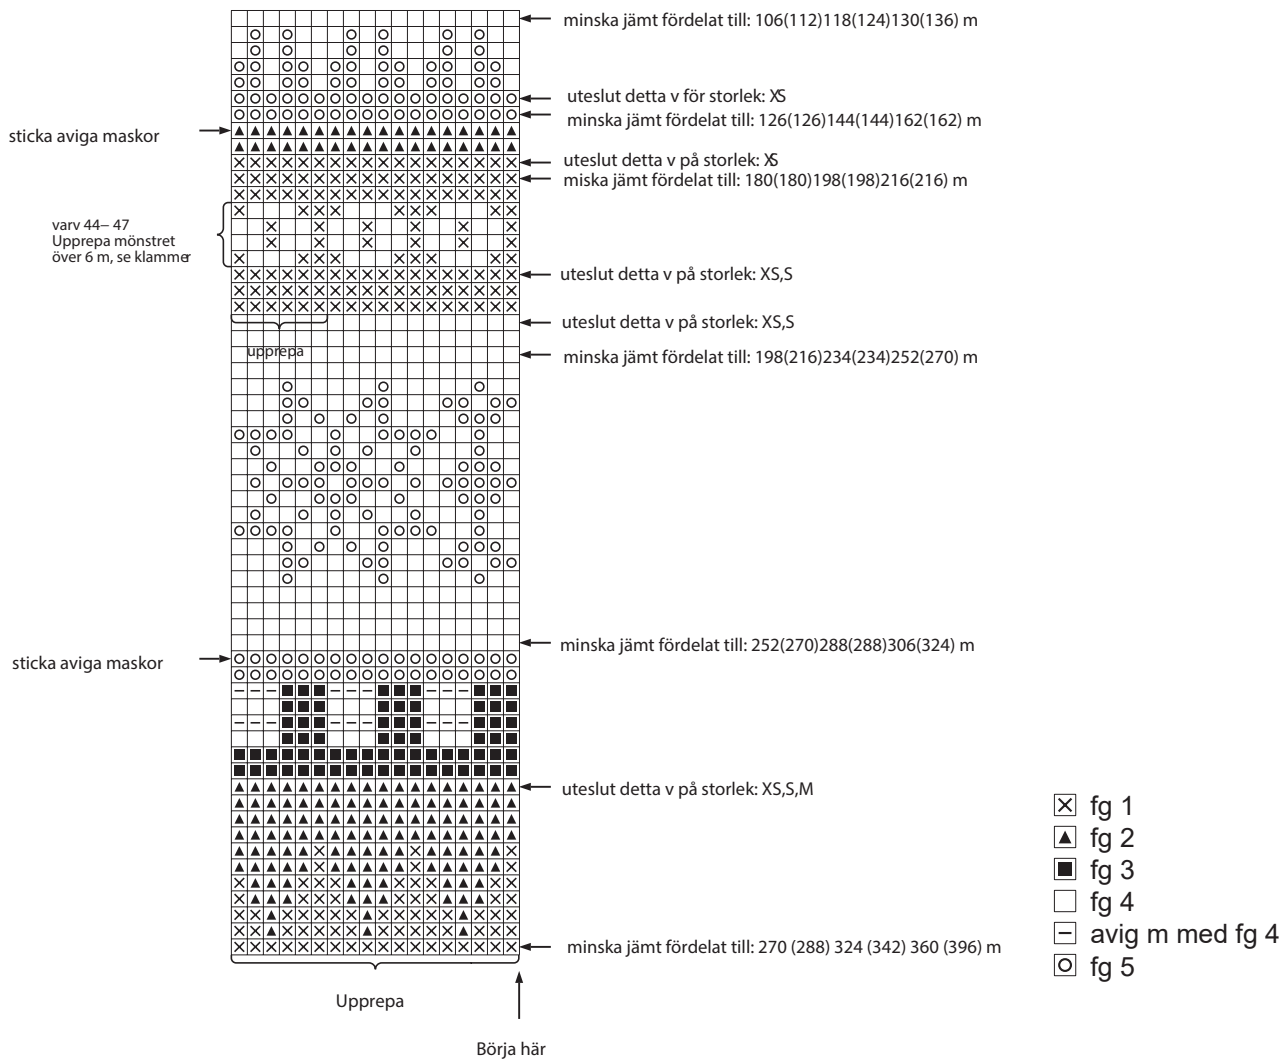 minska jämt fördelat till: 106(112)118(124)130(136) m
uteslut detta v för storlek: XS
minska jämt fördelat till: 126(126)144(144)162(162) m
sticka aviga maskor
uteslut detta v på storlek: XS
miska jämt fördelat till: 180(180)198(198)216(216) m
varv 44– 47
Upprepa mönstret
över 6 m, se klammer
uteslut detta v på storlek: XS,S
uteslut detta v på storlek: XS,S
upprepa
minska jämt fördelat till: 198(216)234(234)252(270) m
minska jämt fördelat till: 252(270)288(288)306(324) m
sticka aviga maskor
uteslut detta v på storlek: XS,S,M
minska jämt fördelat till: 270 (288) 324 (342) 360 (396) m
Upprepa
Börja här
fg 1
fg 2
fg 3
fg 4
avig m med fg 4
fg 5